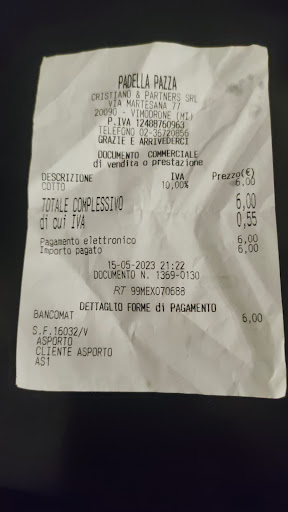 PADELLA PAZZA
CRISTIANO & PARTNERS SRL
VIA MARTESANA 77
20090 - VIMODRONE (MI)
P.IVA 12488760963
TELEFONO 02-36720856
GRAZIE E ARRIVEDERCI
DOCUMENTO COMMERCIALE
di vendita o prestazione
DESCRIZIONE IVA Prezzo(€)
COTTO 10,00% 6,00
TOTALE COMPLESSIVO 6,00
di cui IVA 0,55
Pagamento elettronico 6,00
Importo pagato 6,00
15-05-2023 21:22
DOCUMENTO N. 1369-0130
RT 99MEX070688
DETTAGLIO FORME di PAGAMENTO
BANCOMAT 6,00
S.F.16032/V
ASPORTO
CLIENTE ASPORTO
AS1